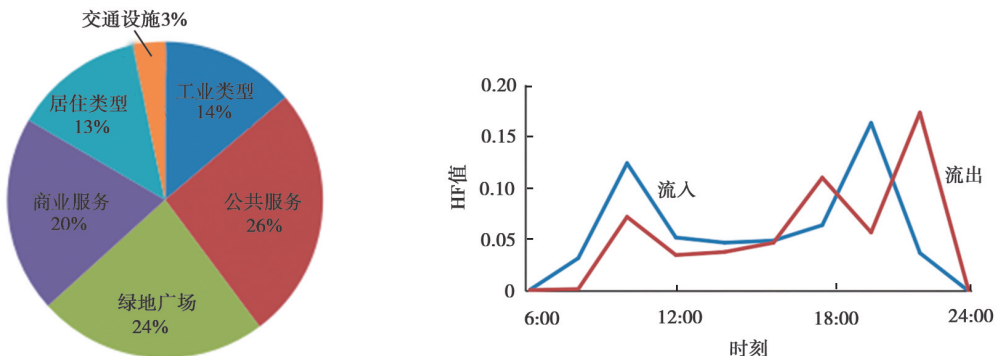 交通设施3%
工业类型
14%
公共服务
26%
绿地广场
24%
商业服务
20%
居住类型
13%
HF值
0.20
0.15
0.10
0.05
0
流入
流出
6:00
12:00
18:00
24:00
时刻